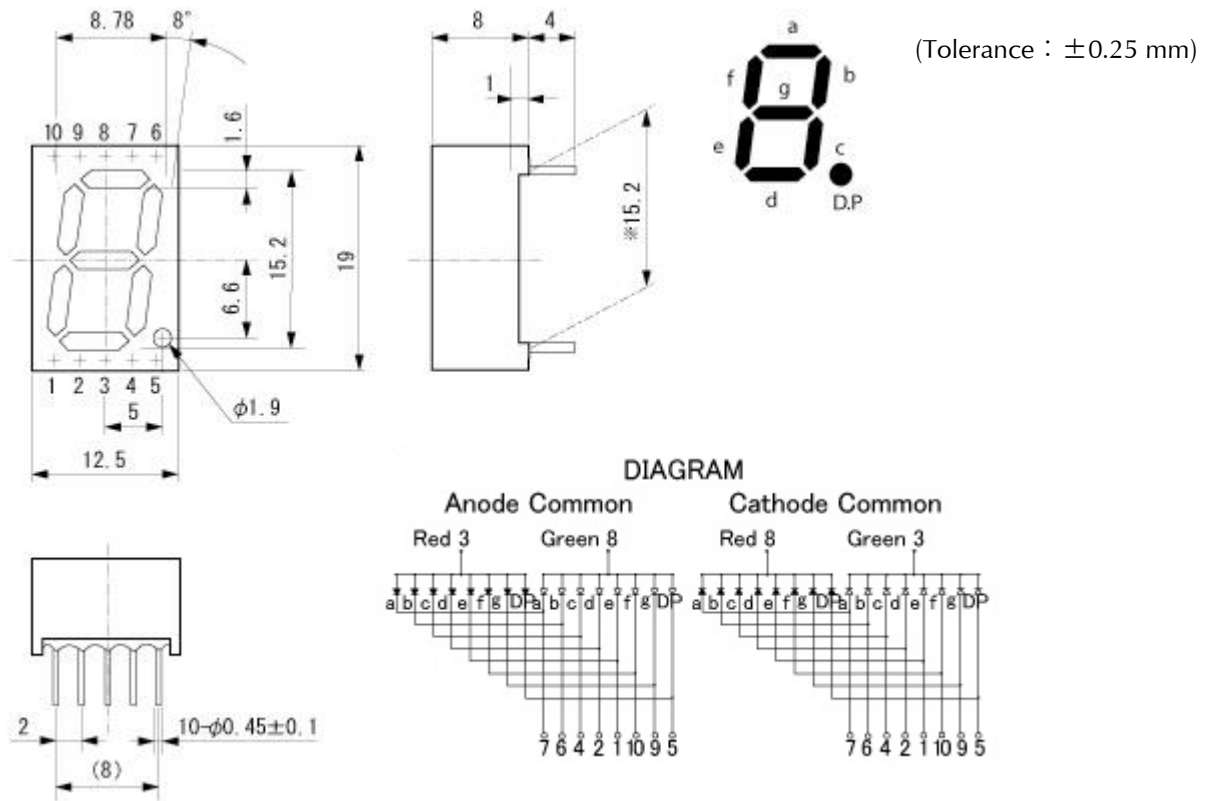 8.78 8°
10 9 8 7 6
1.6
15.2
6.6
19
1 2 3 4 5
5
φ1.9
12.5
8 4
1
※15.2
a
f b
g
e c
d D.P
(Tolerance：±0.25 mm)
2
(8)
10-φ0.45±0.1
DIAGRAM
Anode Common Cathode Common
Red 3 Green 8 Red 8 Green 3
a b c d e f g DP a b c d e f g DP a b c d e f g DP a b c d e f g DP
7 6 4 2 1 10 9 5 7 6 4 2 1 10 9 5